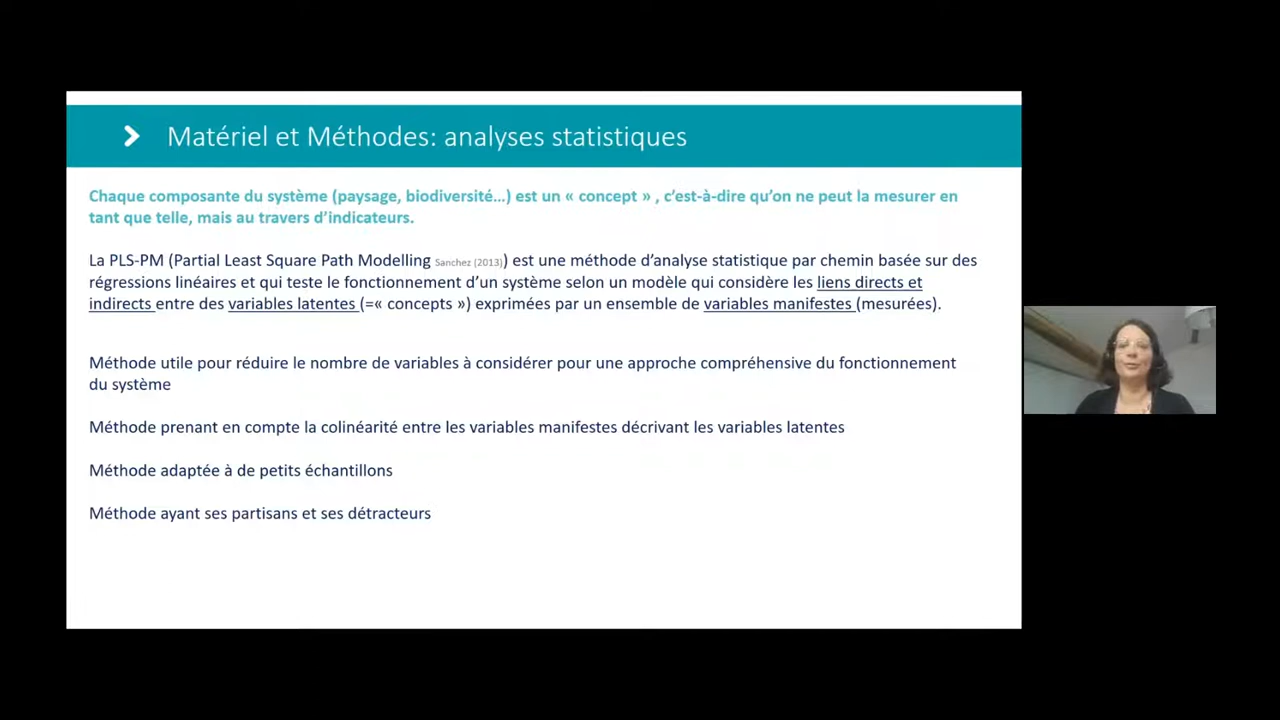 Matériel et Méthodes: analyses statistiques
Chaque composante du système (paysage, biodiversité…) est un « concept » , c’est-à-dire qu’on ne peut la mesurer en
tant que telle, mais au travers d’indicateurs.
La PLS-PM (Partial Least Square Path Modelling Sanchez (2013)) est une méthode d’analyse statistique par chemin basée sur des
régressions linéaires et qui teste le fonctionnement d’un système selon un modèle qui considère les liens directs et
indirects entre des variables latentes (=« concepts ») exprimées par un ensemble de variables manifestes (mesurées).
Méthode utile pour réduire le nombre de variables à considérer pour une approche compréhensive du fonctionnement
du système
Méthode prenant en compte la colinéarité entre les variables manifestes décrivant les variables latentes
Méthode adaptée à de petits échantillons
Méthode ayant ses partisans et ses détracteurs